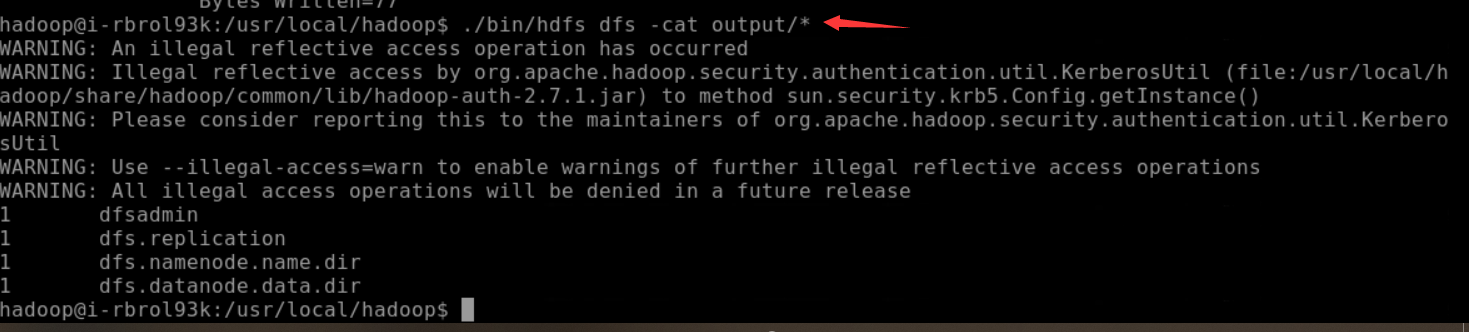 Bytes Written=77
hadoop@i-rbrol93k:/usr/local/hadoop$ ./bin/hdfs dfs -cat output/*
WARNING: An illegal reflective access operation has occurred
WARNING: Illegal reflective access by org.apache.hadoop.security.authentication.util.KerberosUtil (file:/usr/local/h
adoop/share/hadoop/common/lib/hadoop-auth-2.7.1.jar) to method sun.security.krb5.Config.getInstance()
WARNING: Please consider reporting this to the maintainers of org.apache.hadoop.security.authentication.util.Kerbero
sUtil
WARNING: Use --illegal-access=warn to enable warnings of further illegal reflective access operations
WARNING: All illegal access operations will be denied in a future release
1       dfsadmin
1       dfs.replication
1       dfs.namenode.name.dir
1       dfs.datanode.data.dir
hadoop@i-rbrol93k:/usr/local/hadoop$